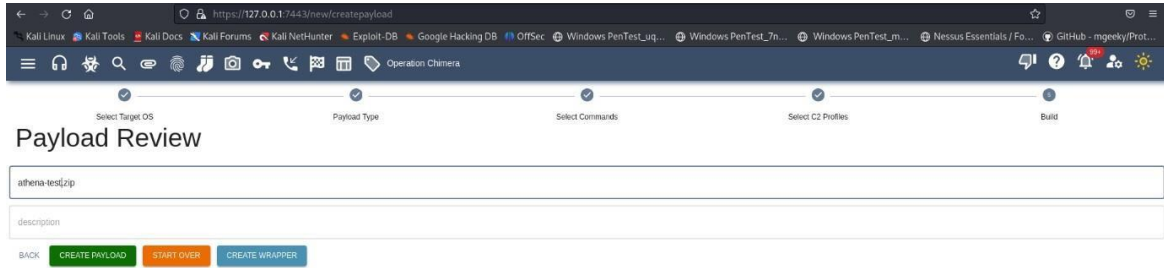 https://127.0.0.1:7443/new/createpayload
Kali Linux Kali Tools Kali Docs Kali Forums Kali NetHunter Exploit-DB Google Hacking DB OffSec Windows PenTest_uq... Windows PenTest_7n... Windows PenTest_m... Nessus Essentials / Fo... GitHub - mgeeky/Prot...
Operation Chimera 99+
5
Select Target OS Payload Type Select Commands Select C2 Profiles Build
Payload Review
athena-test.zip
description
BACK CREATE PAYLOAD START OVER CREATE WRAPPER